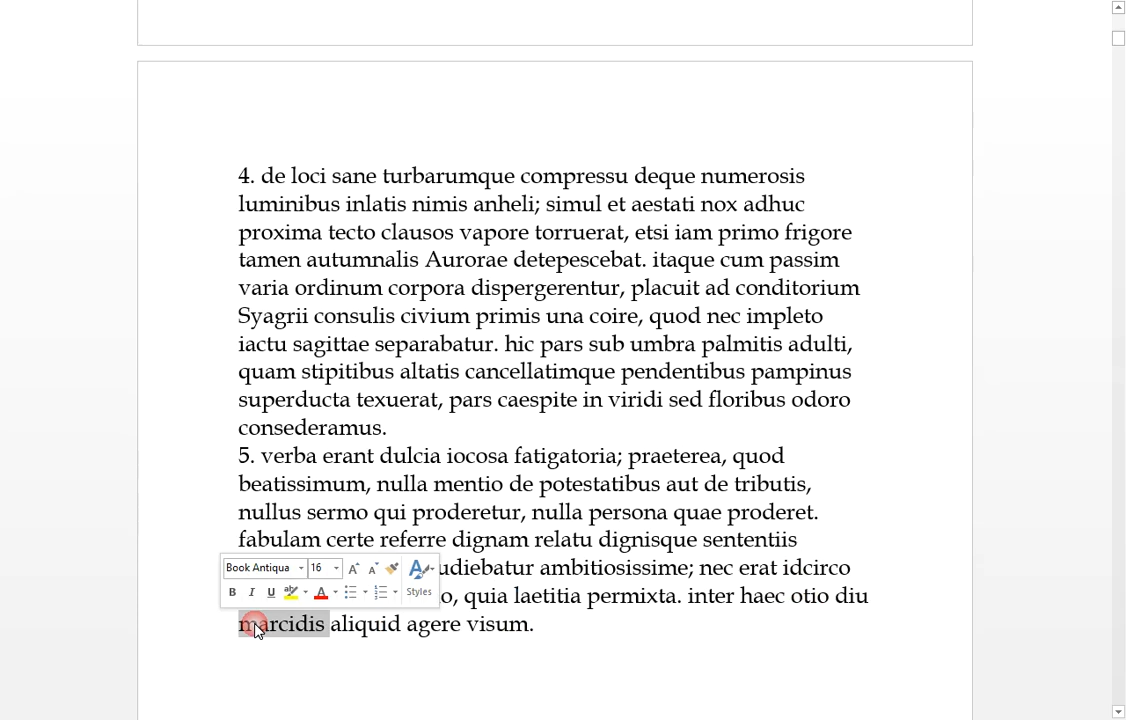 4. de loci sane turbarumque compressu deque numerosis
luminibus inlatis nimis anheli; simul et aestati nox adhuc
proxima tecto clausos vapore torruerat, etsi iam primo frigore
tamen autumnalis Aurorae detepescebat. itaque cum passim
varia ordinum corpora dispergerentur, placuit ad conditorium
Syagrii consulis civium primis una coire, quod nec impleto
iactu sagittae separabatur. hic pars sub umbra palmitis adulti,
quam stipitibus altatis cancellatimque pendentibus pampinus
superducta texuerat, pars caespite in viridi sed floribus odoro
consederamus.
5. verba erant dulcia iocosa fatigatoria; praeterea, quod
beatissimum, nulla mentio de potestatibus aut de tributis,
nullus sermo qui proderetur, nulla persona quae proderet.
fabulam certe referre dignam relatu dignisque sententiis
Book Antiqua 16
udiebatur ambitiosissime; nec erat idcirco
B I U ab A Styles
o, quia laetitia permixta. inter haec otio diu
marcidis aliquid agere visum.